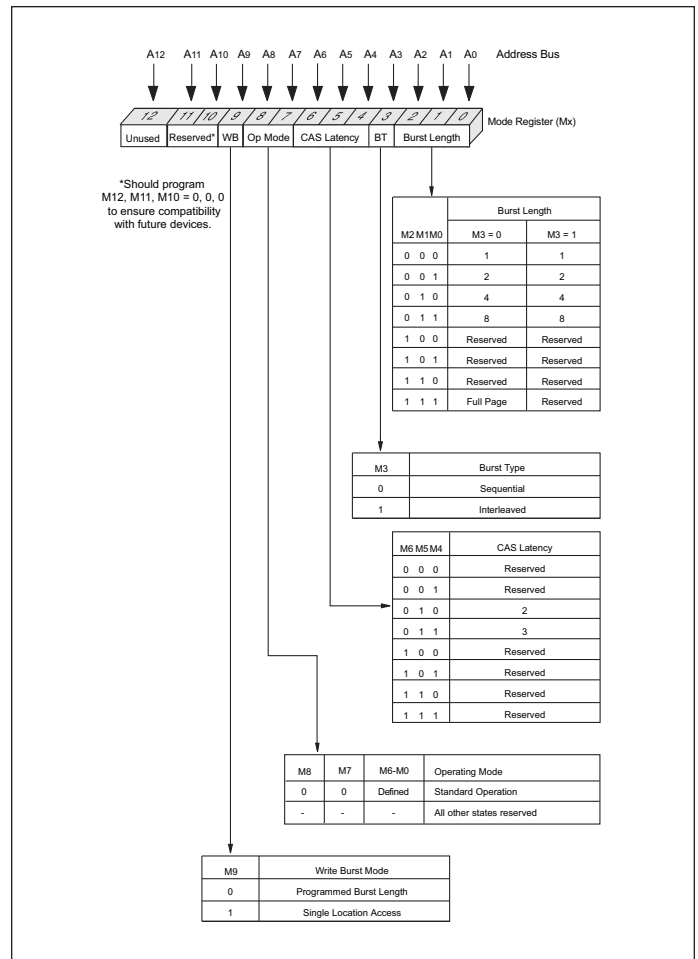 A12 A11 A10 A9 A8 A7 A6 A5 A4 A3 A2 A1 A0 Address Bus
12 11 10 9 8 7 6 5 4 3 2 1 0
Mode Register (Mx)
Unused Reserved* WB Op Mode CAS Latency BT Burst Length
*Should program
M12, M11, M10 = 0, 0, 0
to ensure compatibility
with future devices.
Burst Length
M2 M1 M0 M3 = 0 M3 = 1
0 0 0 1 1
0 0 1 2 2
0 1 0 4 4
0 1 1 8 8
1 0 0 Reserved Reserved
1 0 1 Reserved Reserved
1 1 0 Reserved Reserved
1 1 1 Full Page Reserved
M3 Burst Type
0 Sequential
1 Interleaved
M6 M5 M4 CAS Latency
0 0 0 Reserved
0 0 1 Reserved
0 1 0 2
0 1 1 3
1 0 0 Reserved
1 0 1 Reserved
1 1 0 Reserved
1 1 1 Reserved
M8 M7 M6-M0 Operating Mode
0 0 Defined Standard Operation
- - - All other states reserved
M9 Write Burst Mode
0 Programmed Burst Length
1 Single Location Access